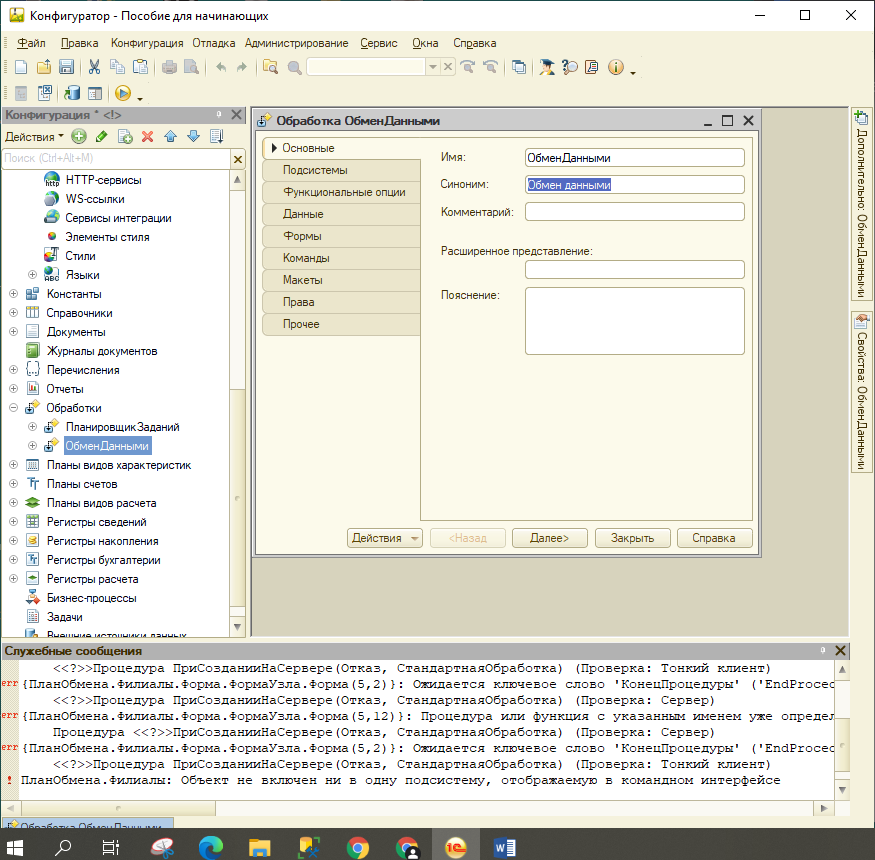 Конфигуратор - Пособие для начинающих
Файл Правка Конфигурация Отладка Администрирование Сервис Окна Справка
Конфигурация * <!>
Действия
Поиск (Ctrl+Alt+M)
HTTP-сервисы
WS-ссылки
Сервисы интеграции
Элементы стиля
Стили
Языки
Константы
Справочники
Документы
Журналы документов
Перечисления
Отчеты
Обработки
ПланировщикЗаданий
ОбменДанными
Планы видов характеристик
Планы счетов
Планы видов расчета
Регистры сведений
Регистры накопления
Регистры бухгалтерии
Регистры расчета
Бизнес-процессы
Задачи
Внешние источники данных
Обработка ОбменДанными
Основные
Подсистемы
Функциональные опции
Данные
Формы
Команды
Макеты
Права
Прочее
Имя: ОбменДанными
Синоним: Обмен данными
Комментарий:
Расширенное представление:
Пояснение:
Действия <Назад Далее> Закрыть Справка
Дополнительно: ОбменДанными
Свойства: ОбменДанными
Служебные сообщения
<<?>>Процедура ПриСозданииНаСервере(Отказ, СтандартнаяОбработка) (Проверка: Тонкий клиент)
err {ПланОбмена.Филиалы.Форма.ФормаУзла.Форма(5,2)}: Ожидается ключевое слово 'КонецПроцедуры' ('EndProced
<<?>>Процедура ПриСозданииНаСервере(Отказ, СтандартнаяОбработка) (Проверка: Сервер)
err {ПланОбмена.Филиалы.Форма.ФормаУзла.Форма(5,12)}: Процедура или функция с указанным именем уже опредeл
Процедура <<?>>ПриСозданииНаСервере(Отказ, СтандартнаяОбработка) (Проверка: Сервер)
err {ПланОбмена.Филиалы.Форма.ФормаУзла.Форма(5,2)}: Ожидается ключевое слово 'КонецПроцедуры' ('EndProced
<<?>>Процедура ПриСозданииНаСервере(Отказ, СтандартнаяОбработка) (Проверка: Тонкий клиент)
! ПланОбмена.Филиалы: Объект не включен ни в одну подсистему, отображаемую в командном интерфейсе
Обработка ОбменДанными